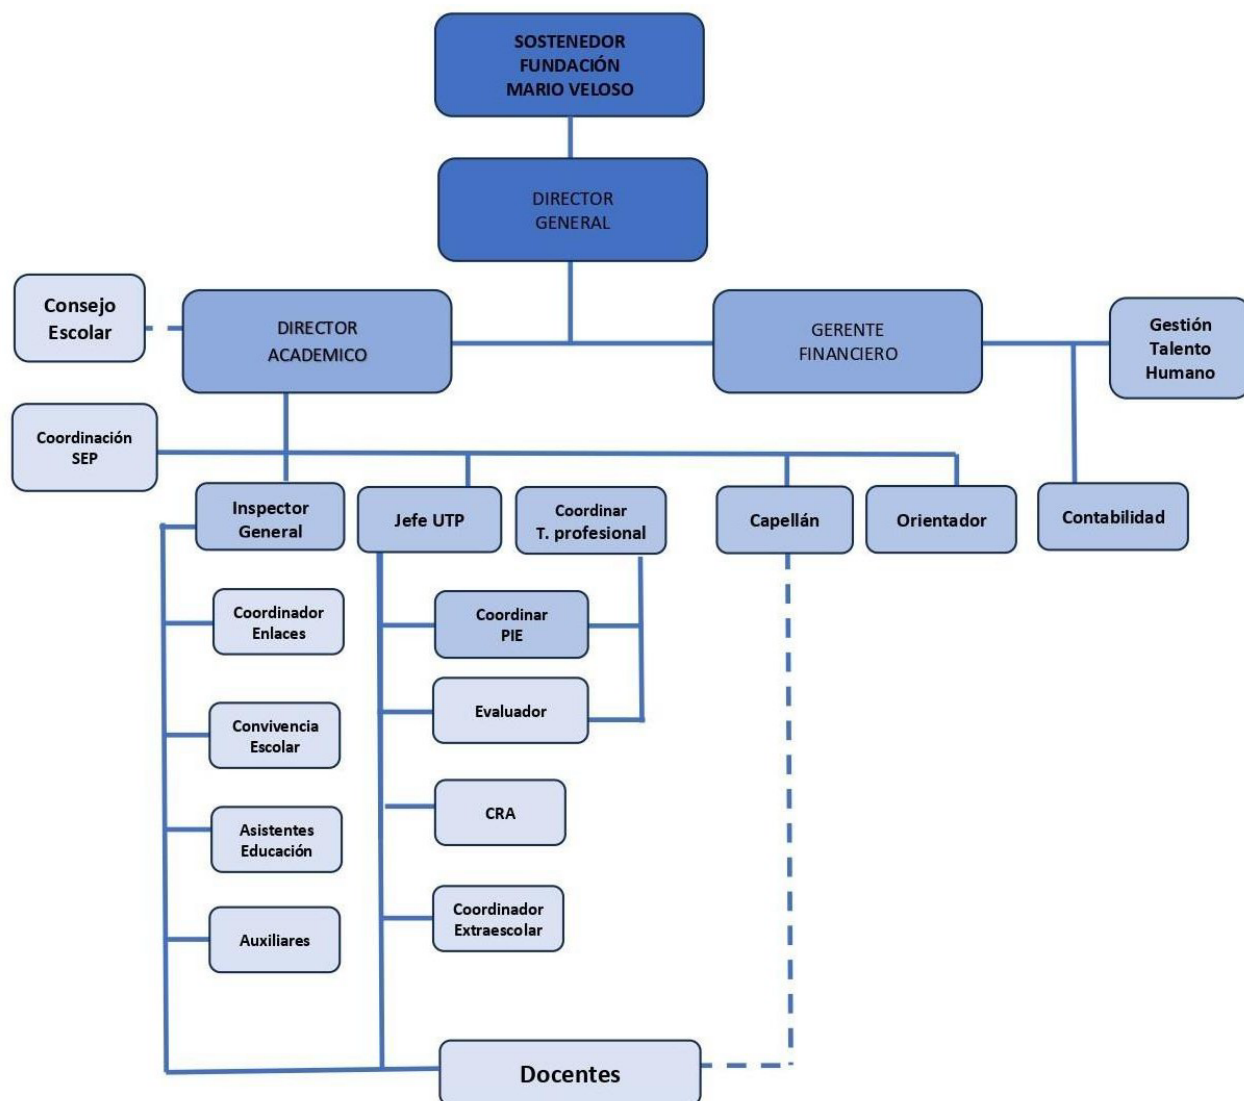 SOSTENEDOR
FUNDACIÓN
MARIO VELOSO
DIRECTOR
GENERAL
Consejo
Escolar
DIRECTOR
ACADEMICO
GERENTE
FINANCIERO
Gestión
Talento
Humano
Coordinación
SEP
Inspector
General
Jefe UTP
Coordinar
T. profesional
Capellán
Orientador
Contabilidad
Coordinador
Enlaces
Coordinar
PIE
Convivencia
Escolar
Evaluador
Asistentes
Educación
CRA
Auxiliares
Coordinador
Extraescolar
Docentes